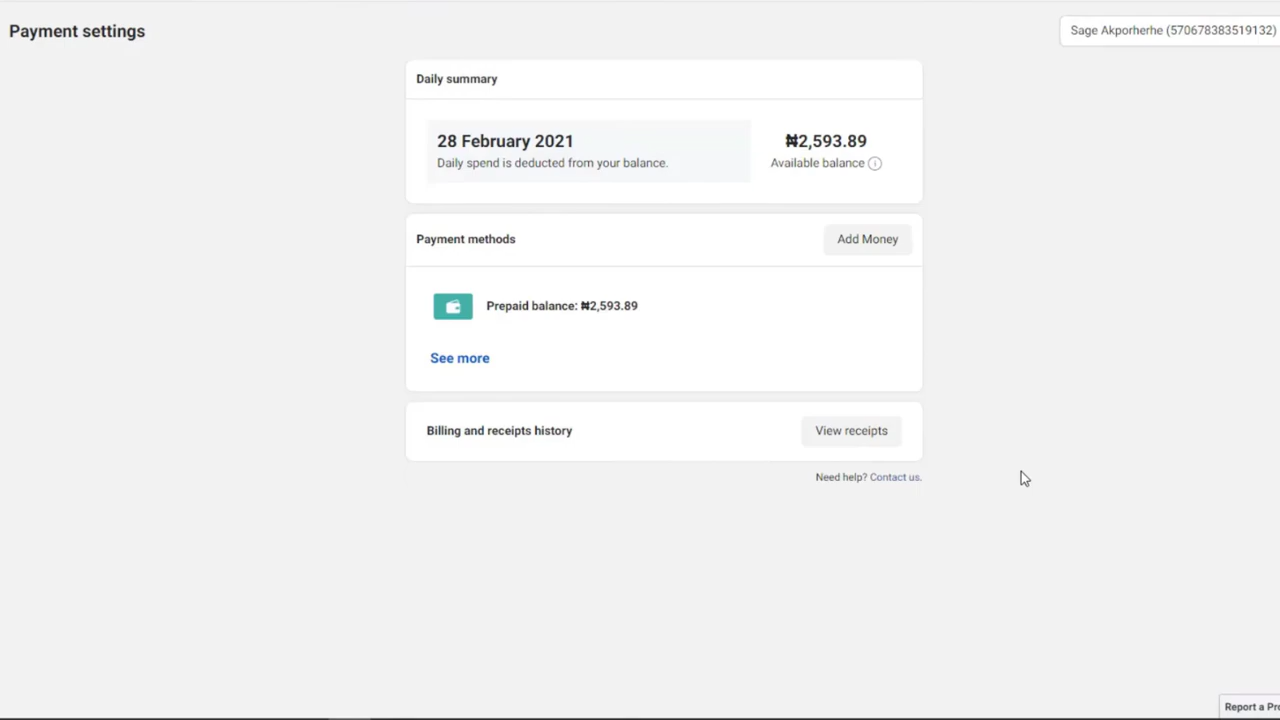 Payment settings
Sage Akporherhe (570678383519132)
Daily summary
28 February 2021
Daily spend is deducted from your balance.
₦2,593.89
Available balance
Payment methods
Add Money
Prepaid balance: ₦2,593.89
See more
Billing and receipts history
View receipts
Need help? Contact us.
Report a